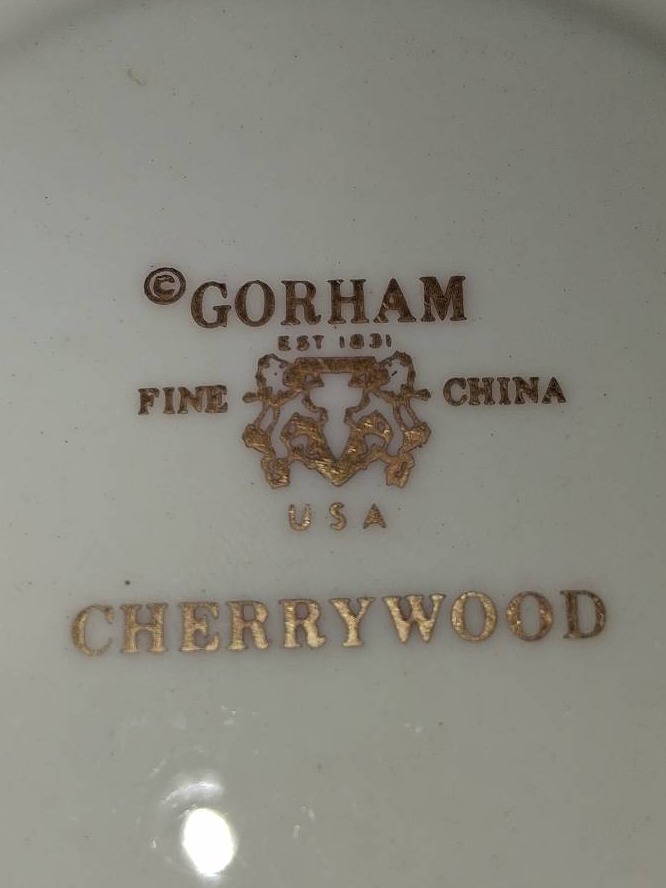 ©GORHAM
EST 1831
FINE CHINA
USA
CHERRYWOOD